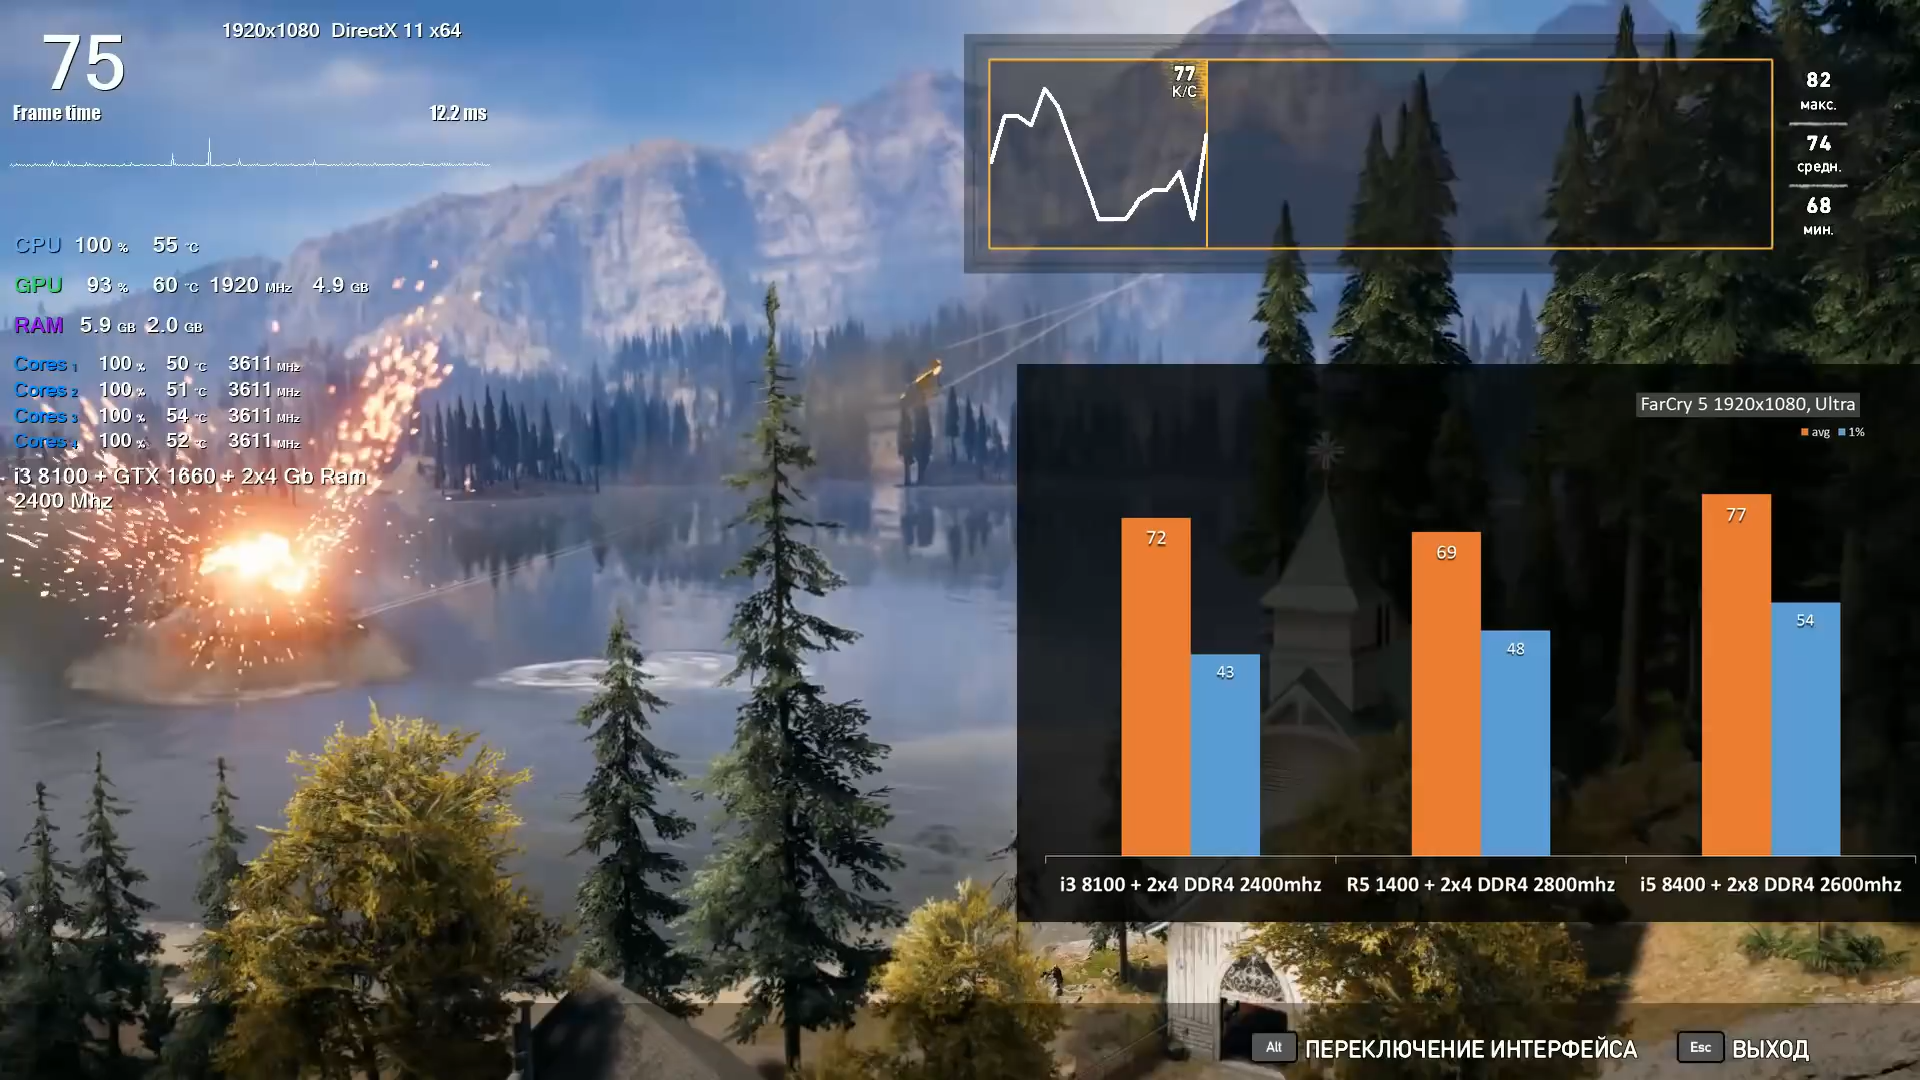 75
1920x1080 DirectX 11 x64
Frame time 12.2 ms
CPU 100 % 55 °C
GPU 93 % 60 °C 1920 MHz 4.9 GB
RAM 5.9 GB 2.0 GB
Cores 1 100 % 50 °C 3611 MHz
Cores 2 100 % 51 °C 3611 MHz
Cores 3 100 % 54 °C 3611 MHz
Cores 4 100 % 52 °C 3611 MHz
i3 8100 + GTX 1660 + 2x4 Gb Ram
2400 Mhz
77
К/С
82
макс.
74
средн.
68
мин.
FarCry 5 1920x1080, Ultra
avg 1%
72
43
69
48
77
54
i3 8100 + 2x4 DDR4 2400mhz
R5 1400 + 2x4 DDR4 2800mhz
i5 8400 + 2x8 DDR4 2600mhz
Alt ПЕРЕКЛЮЧЕНИЕ ИНТЕРФЕЙСА
Esc ВЫХОД